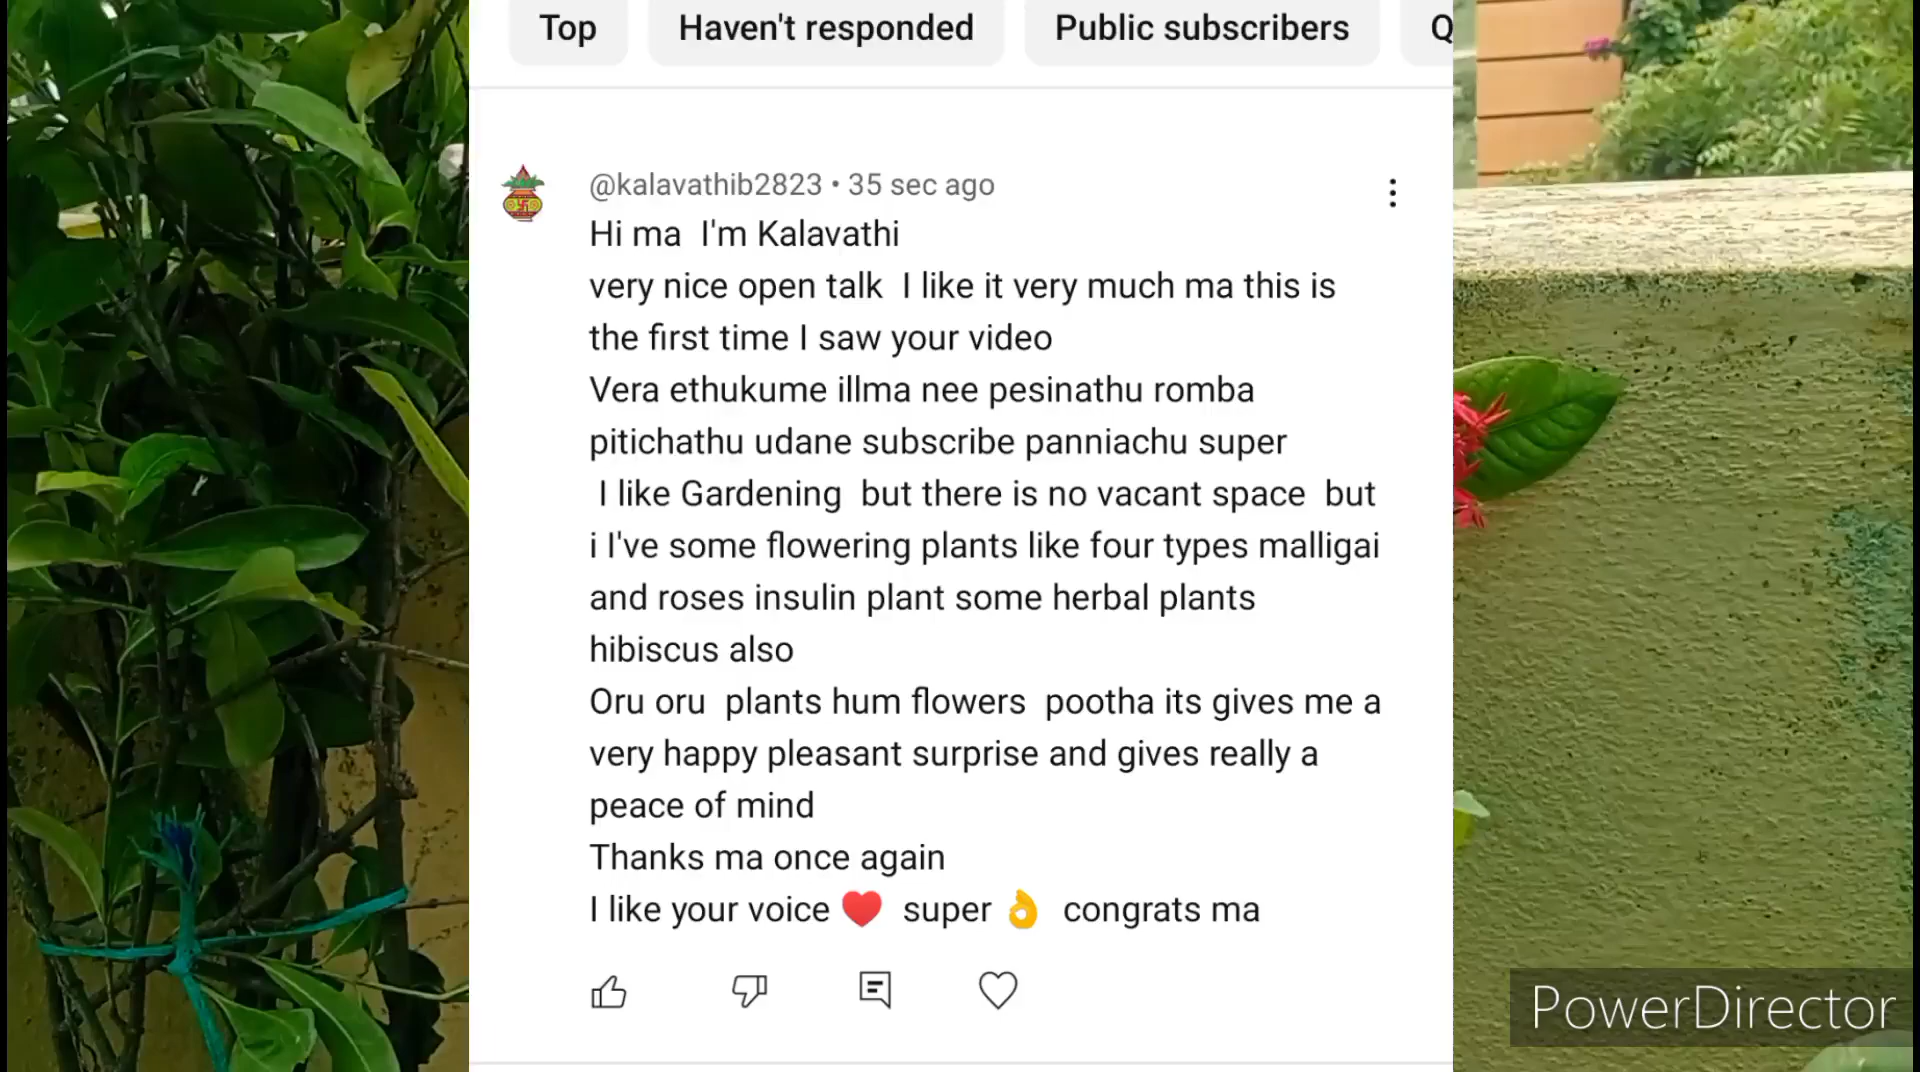 Top
Haven't responded
Public subscribers
Q
@kalavathib2823 • 35 sec ago
Hi ma  I'm Kalavathi
very nice open talk  I like it very much ma this is
the first time I saw your video
Vera ethukume illma nee pesinathu romba
pitichathu udane subscribe panniachu super
I like Gardening  but there is no vacant space  but
i I've some flowering plants like four types malligai
and roses insulin plant some herbal plants
hibiscus also
Oru oru  plants hum flowers  pootha its gives me a
very happy pleasant surprise and gives really a
peace of mind
Thanks ma once again
I like your voice ❤️  super 👌  congrats ma
PowerDirector